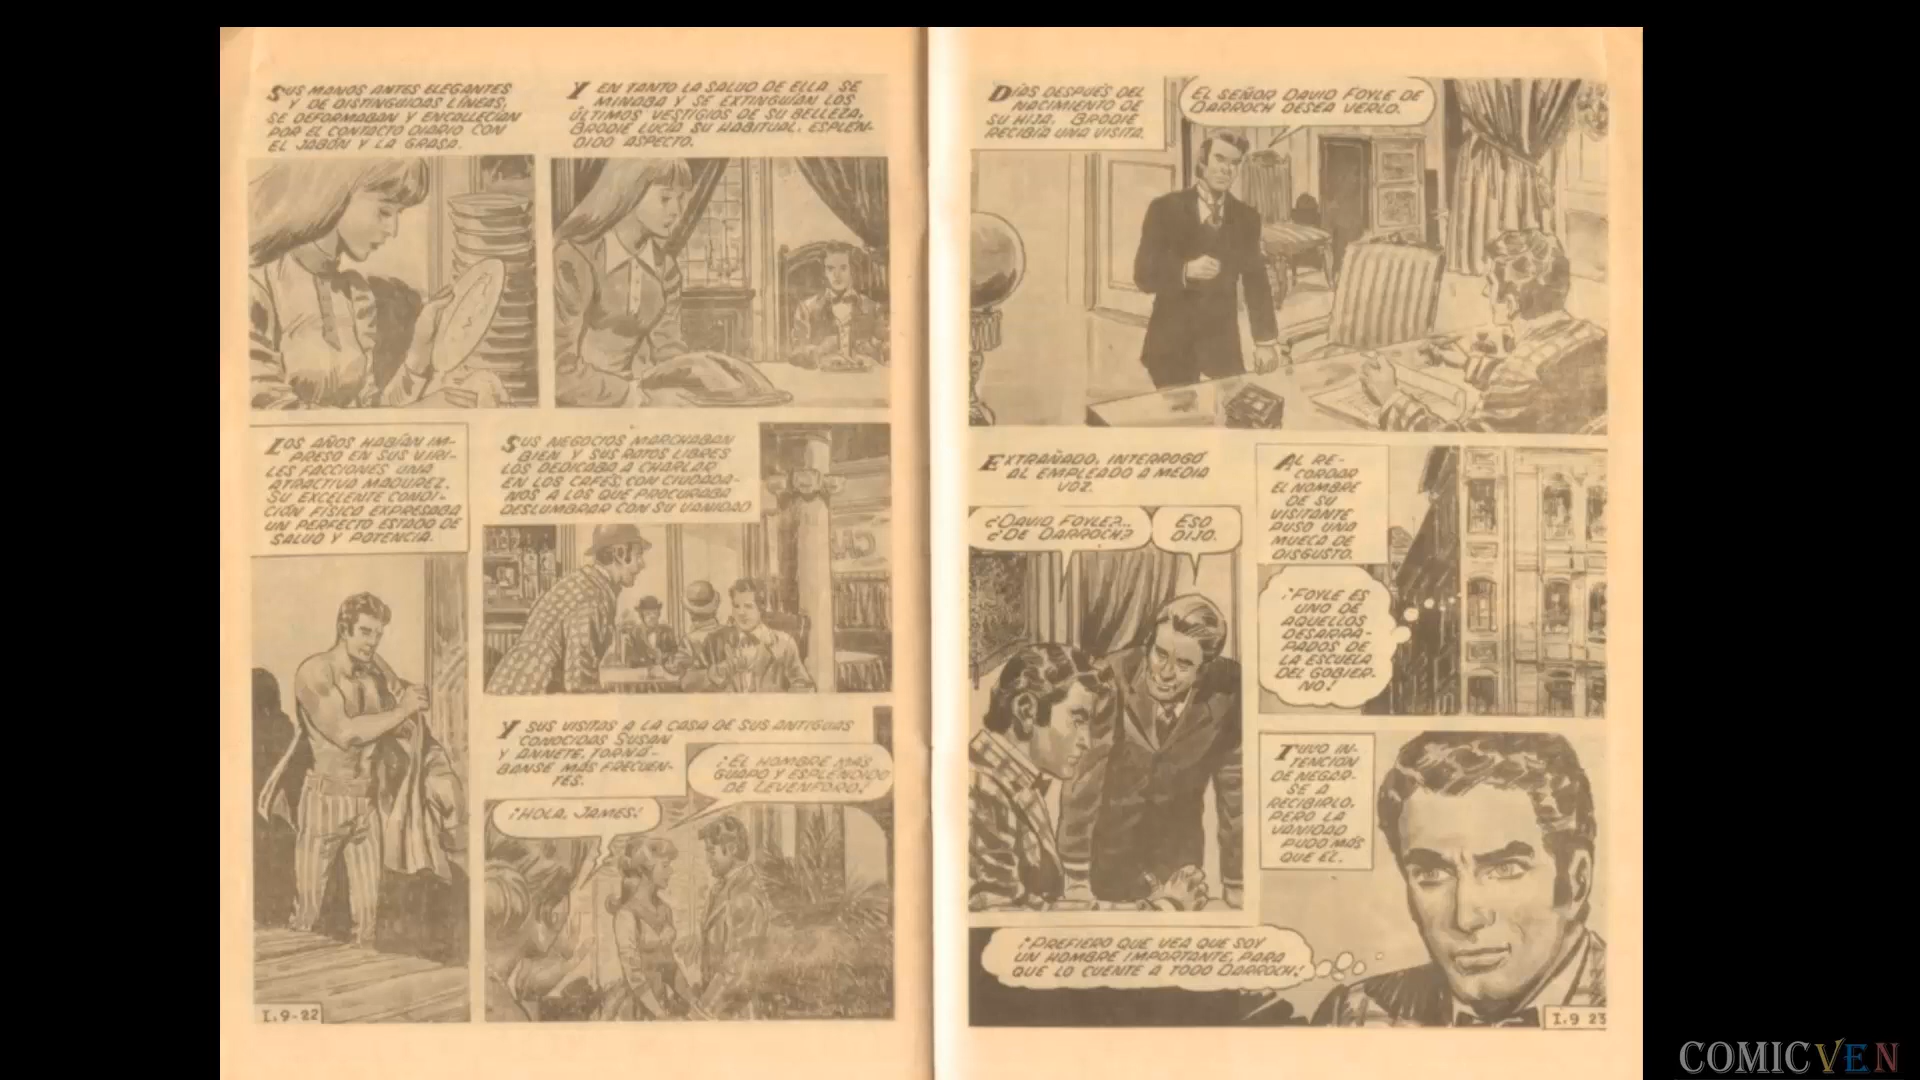 SUS MANOS ANTES ELEGANTES
Y DE DISTINGUIDAS LÍNEAS,
SE DEFORMABAN Y ENCALLECÍAN
POR EL CONTACTO DIARIO CON
EL JABÓN Y LA GRASA.
Y EN TANTO LA SALUD DE ELLA SE
MINABA Y SE EXTINGUÍAN LOS
ÚLTIMOS VESTIGIOS DE SU BELLEZA,
BRODIE LUCÍA SU HABITUAL, ESPLEN-
DIDO ASPECTO.
LOS AÑOS HABÍAN IM-
PRESO EN SUS VIRI-
LES FACCIONES UNA
ATRACTIVA MADUREZ.
SU EXCELENTE CONDI-
CIÓN FÍSICA EXPRESABA
UN PERFECTO ESTADO DE
SALUD Y POTENCIA.
SUS NEGOCIOS MARCHABAN
BIEN Y SUS RATOS LIBRES
LOS DEDICABA A CHARLAR
EN LOS CAFÉS, CON CIUDADA-
NOS A LOS QUE PROCURABA
DESLUMBRAR CON SU VANIDAD
Y SUS VISITAS A LA CASA DE SUS ANTIGUAS
CONOCIDAS SUSAN
Y ANNETE, TORNÁ-
BANSE MÁS FRECUEN-
TES.
¡HOLA, JAMES!
¡EL HOMBRE MÁS
GUAPO Y ESPLÉNDIDO
DE LEVENFORD!
I.9-22
DÍAS DESPUÉS DEL
NACIMIENTO DE
SU HIJA, BRODIE
RECIBÍA UNA VISITA.
EL SEÑOR DAVID FOYLE DE
DARROCH DESEA VERLO.
EXTRAÑADO, INTERROGÓ
AL EMPLEADO A MEDIA
VOZ.
¿DAVID FOYLE?...
¿DE DARROCH?
ESO
DIJO.
AL RE-
CORDAR
EL NOMBRE
DE SU
VISITANTE
PUSO UNA
MUECA DE
DISGUSTO.
¡FOYLE ES
UNO DE
AQUELLOS
DESARRA-
PADOS DE
LA ESCUELA
DEL GOBIER-
NO!
TUVO IN-
TENCIÓN
DE NEGAR-
SE A
RECIBIRLO,
PERO LA
VANIDAD
PUDO MÁS
QUE ÉL.
¡PREFIERO QUE VEA QUE SOY
UN HOMBRE IMPORTANTE, PARA
QUE LO CUENTE A TODO DARROCH!
I.9 23
COMICVEN